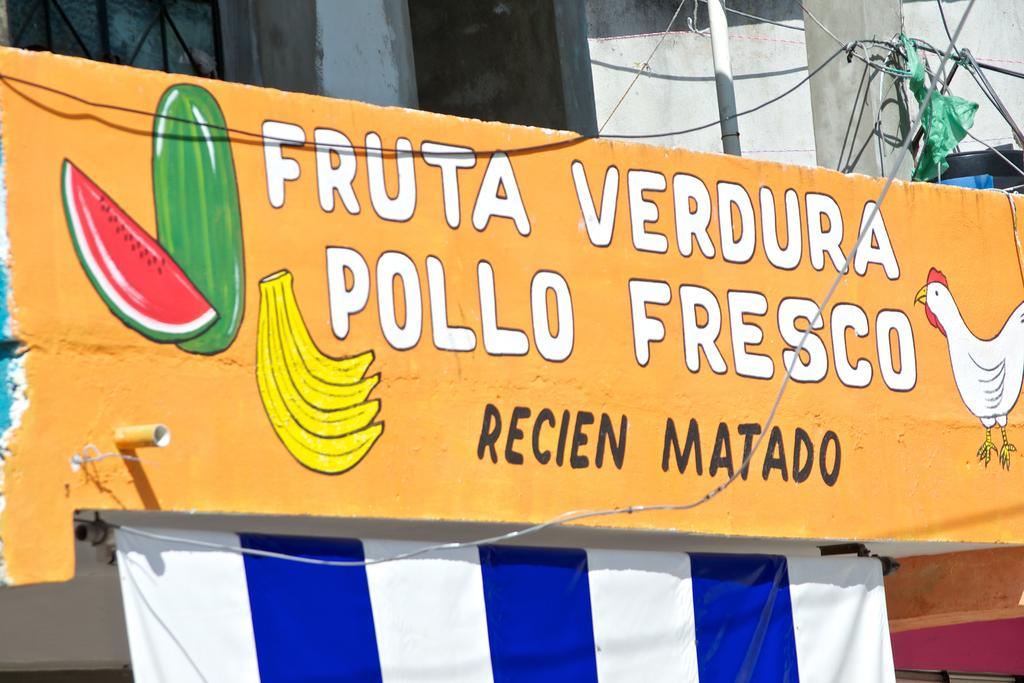 FRUTA VERDURA
POLLO FRESCO
RECIEN MATADO